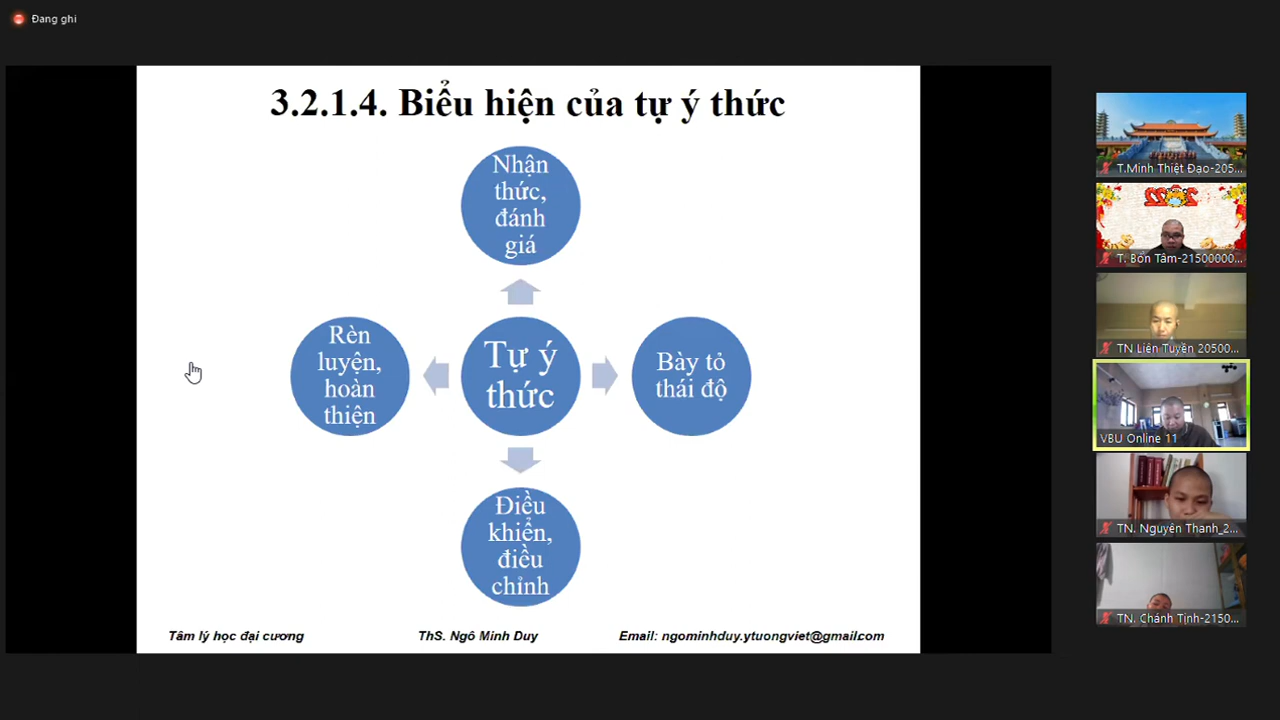 Đang ghi
3.2.1.4. Biểu hiện của tự ý thức
Nhận
thức,
đánh
giá
Rèn
luyện,
hoàn
thiện
Tự ý
thức
Bày tỏ
thái độ
Điều
khiển,
điều
chỉnh
Tâm lý học đại cương
ThS. Ngô Minh Duy
Email: ngominhduy.ytuongviet@gmail.com
T.Minh Thiệt Đạo-205...
2022
T. Bổn Tâm-21500000...
TN Liên Tuyền 20500...
VBU Online 11
TN. Nguyên Thanh_2...
TN. Chánh Tịnh-2150...